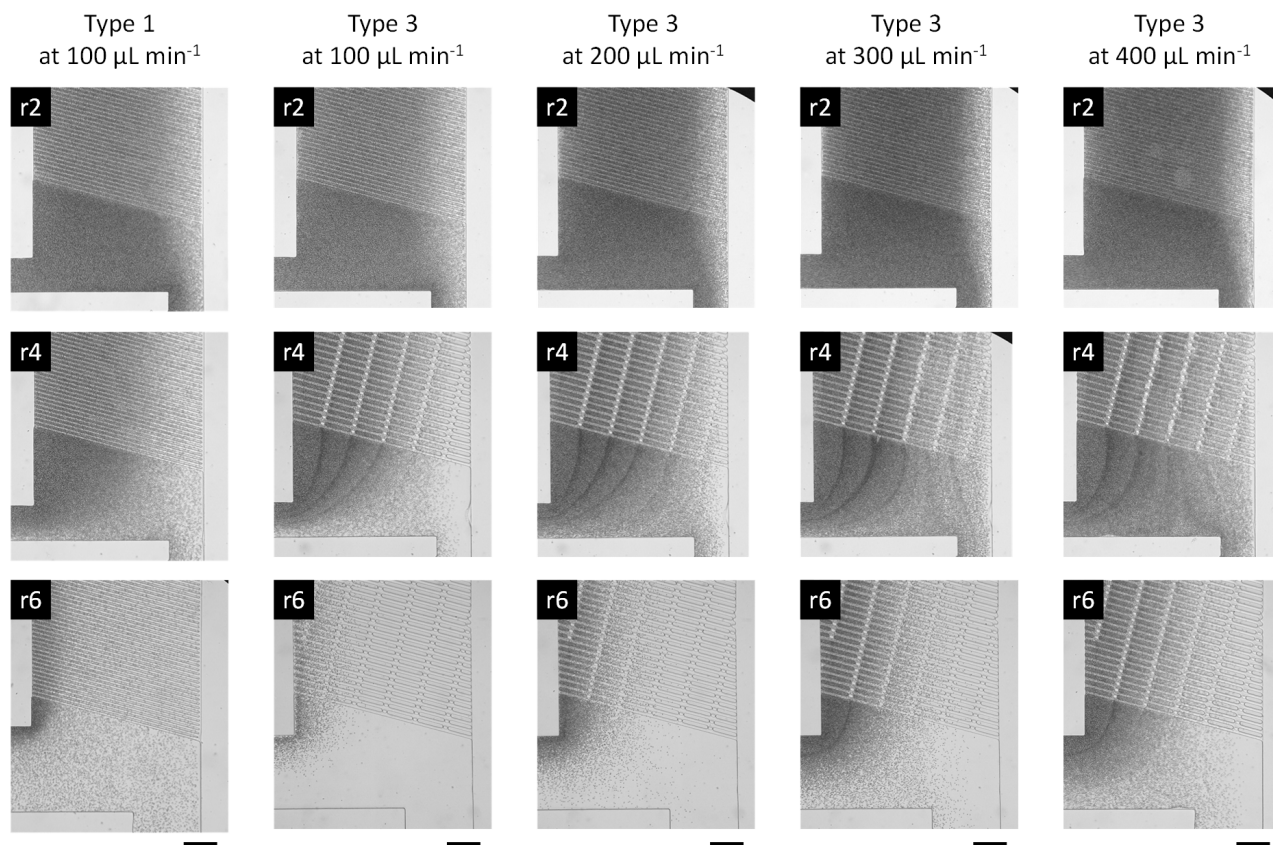 Type 1
at 100 µL min⁻¹
Type 3
at 100 µL min⁻¹
Type 3
at 200 µL min⁻¹
Type 3
at 300 µL min⁻¹
Type 3
at 400 µL min⁻¹
r2
r2
r2
r2
r2
r4
r4
r4
r4
r4
r6
r6
r6
r6
r6